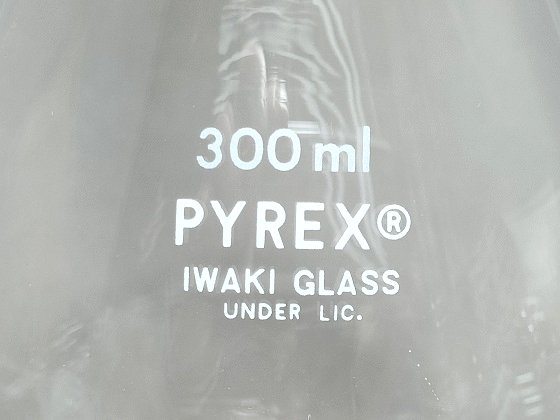 300 ml
PYREX®
IWAKI GLASS
UNDER LIC.